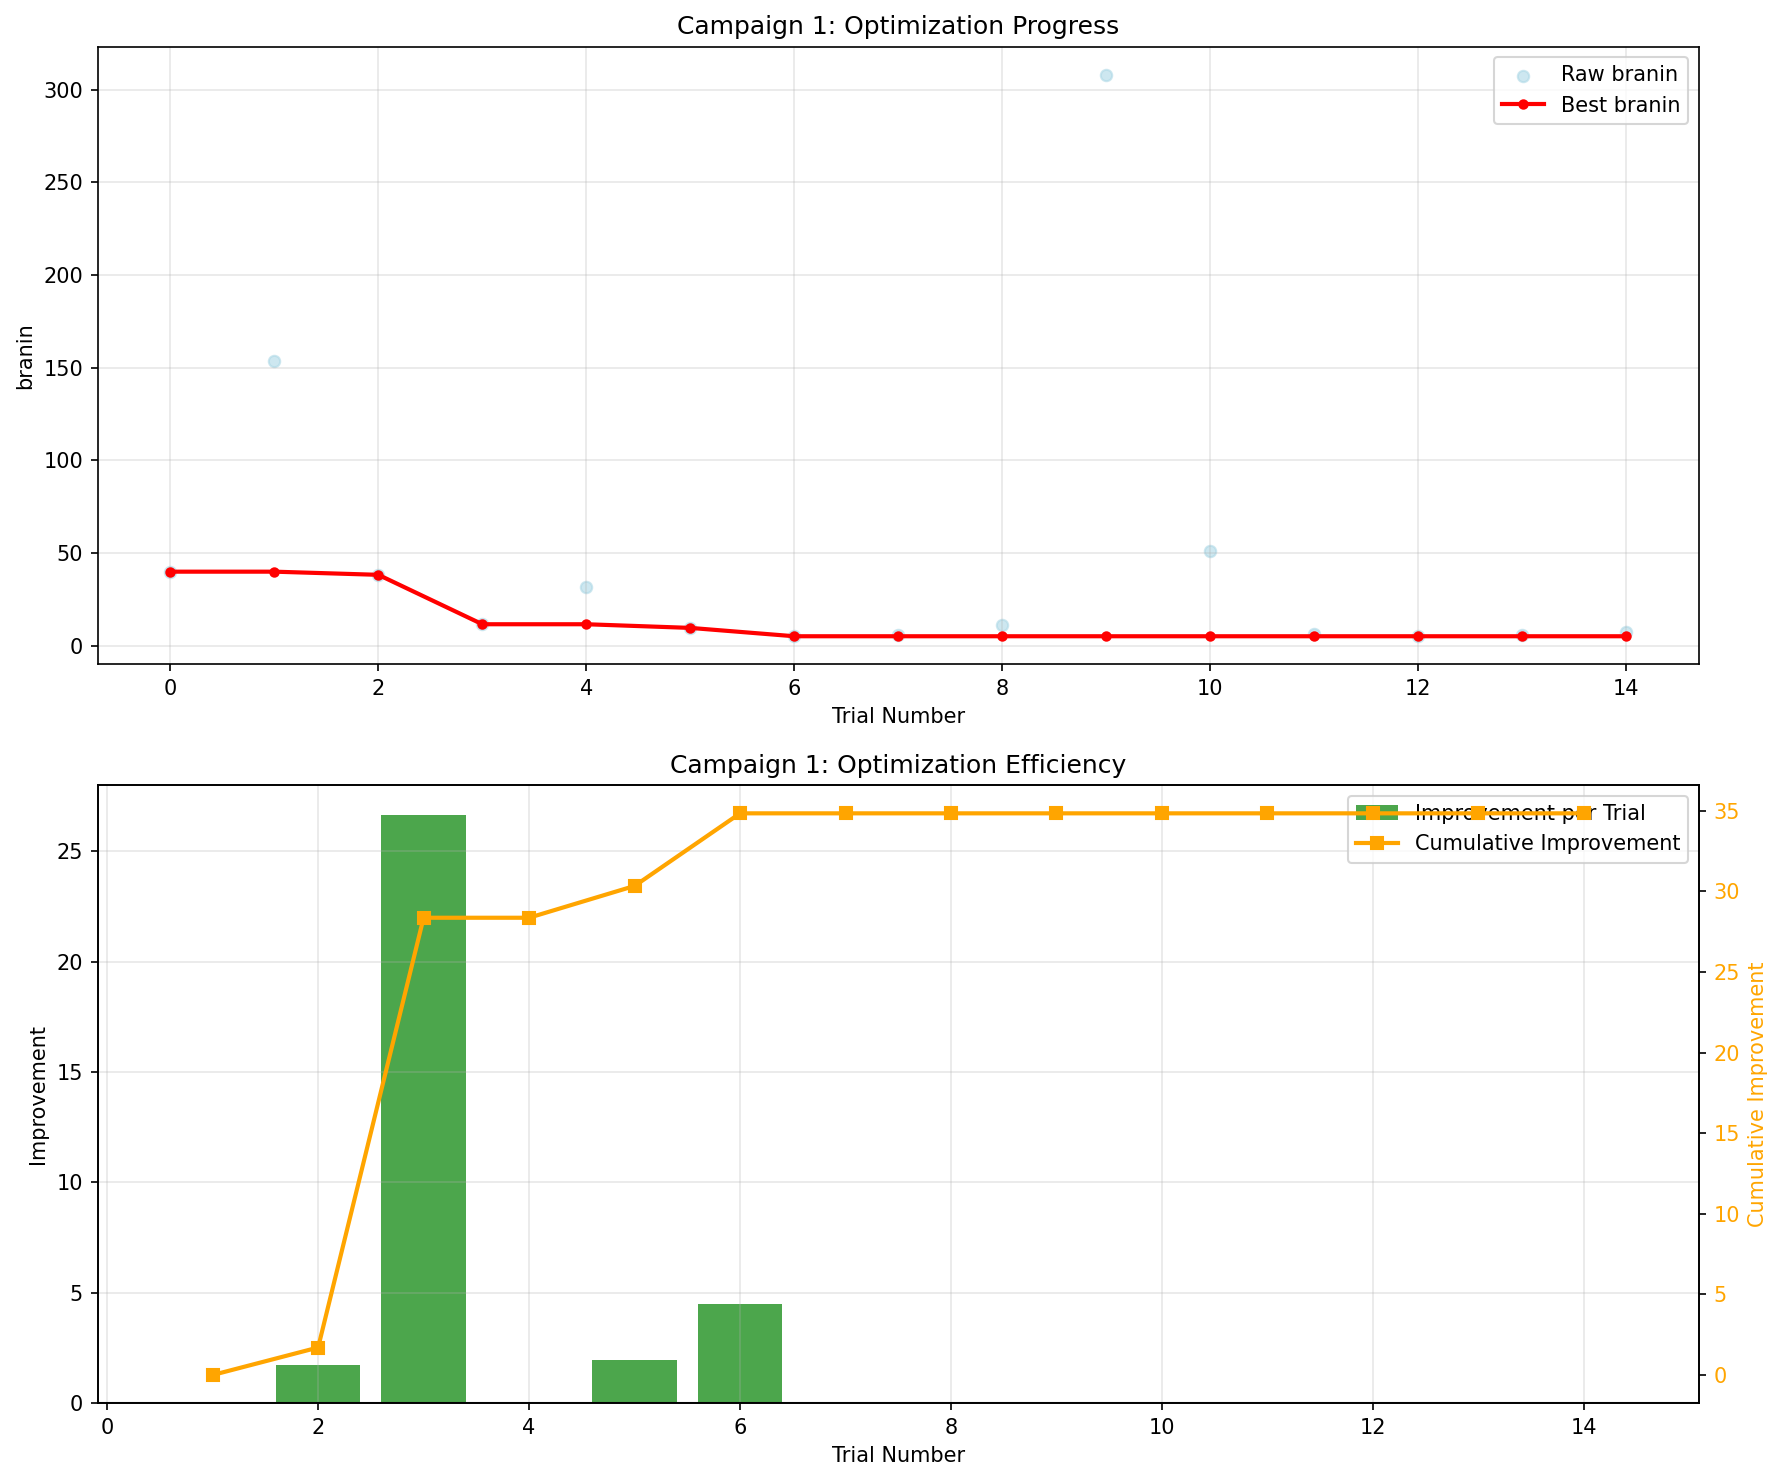 Campaign 1: Optimization Progress
Raw branin
Best branin
300
250
200
150
100
50
0
branin
0 2 4 6 8 10 12 14
Trial Number
Campaign 1: Optimization Efficiency
Improvement per Trial
Cumulative Improvement
25
20
15
10
5
0
Improvement
35
30
25
20
15
10
5
0
Cumulative Improvement
0 2 4 6 8 10 12 14
Trial Number